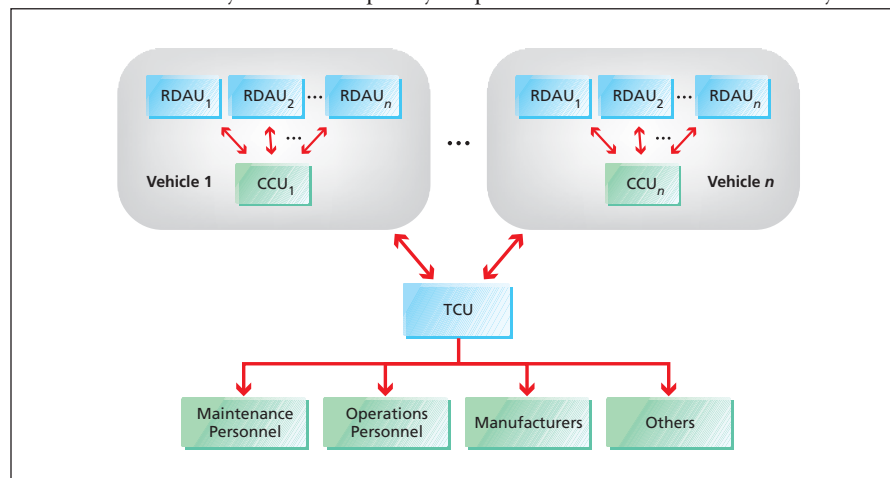 RDAU1 RDAU2 ... RDAUn
...
Vehicle 1
CCU1
...
RDAU1 RDAU2 ... RDAUn
...
CCUn
Vehicle n
TCU
Maintenance
Personnel
Operations
Personnel
Manufacturers
Others